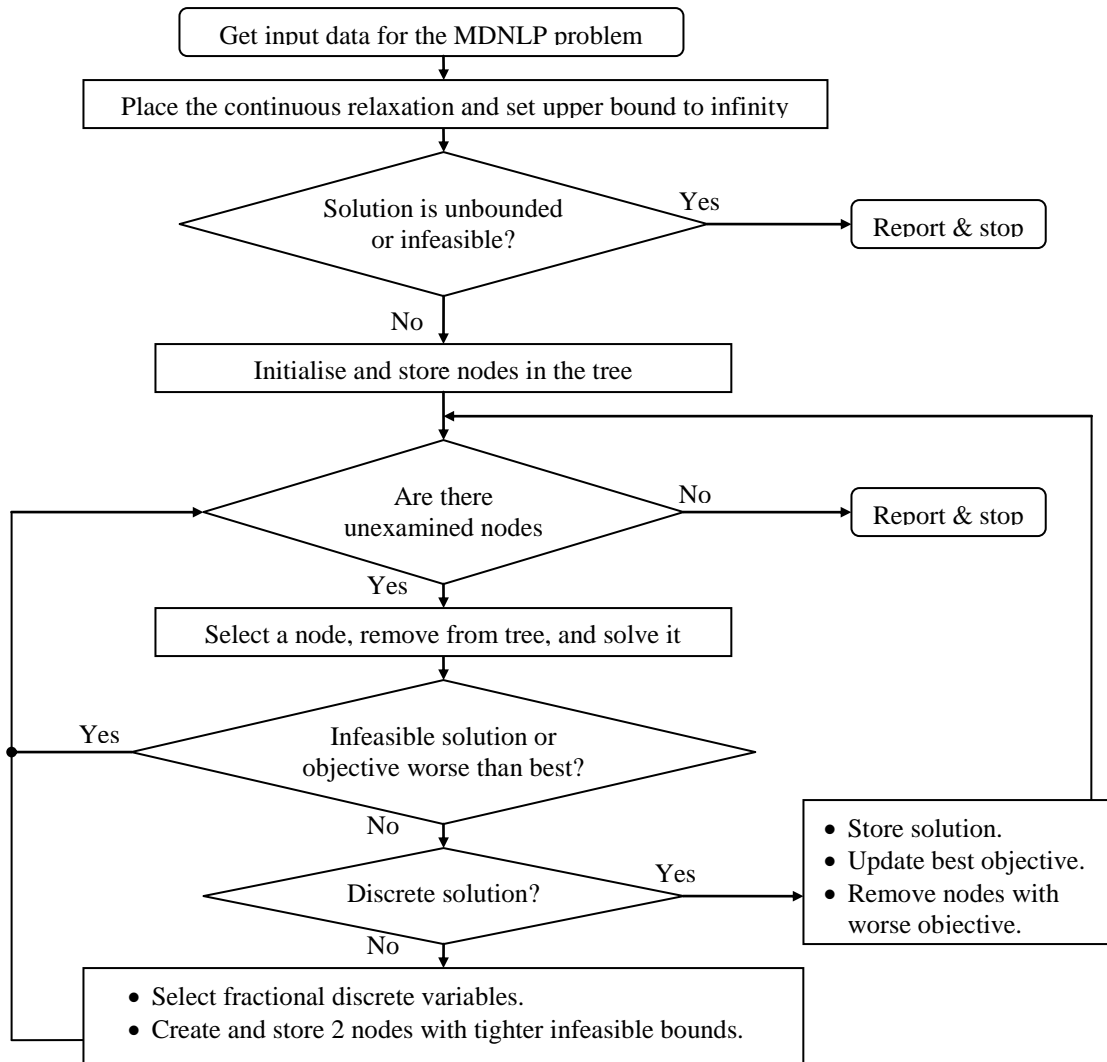 Get input data for the MDNLP problem
Place the continuous relaxation and set upper bound to infinity
Solution is unbounded
or infeasible?
Yes
Report & stop
No
Initialise and store nodes in the tree
Are there
unexamined nodes
No
Report & stop
Yes
Select a node, remove from tree, and solve it
Infeasible solution or
objective worse than best?
Yes
No
Discrete solution?
Yes
• Store solution.
• Update best objective.
• Remove nodes with
worse objective.
No
• Select fractional discrete variables.
• Create and store 2 nodes with tighter infeasible bounds.